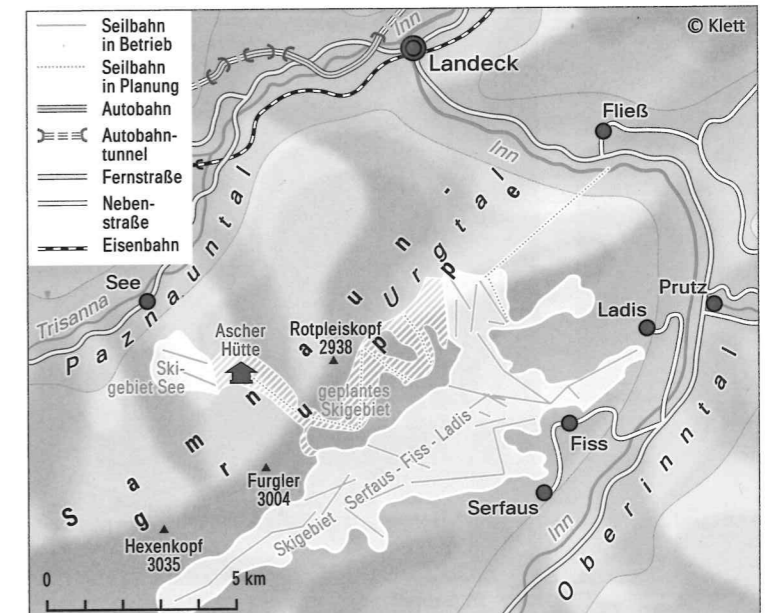 Seilbahn
in Betrieb
Seilbahn
in Planung
Autobahn
Autobahn-
tunnel
Fernstraße
Neben-
straße
Eisenbahn
© Klett
Inn
Landeck
Fließ
Inn
Urgtal
See
Trisanna
Paznauntal
Ascher
Hütte
Rotpleiskopf
2938
Prutz
Ladis
Ski-
gebiet See
geplantes
Skigebiet
Samnaun-
gruppe
Fiss
Skigebiet Serfaus-Fiss-Ladis
Furgler
3004
Serfaus
Hexenkopf
3035
Inn
Oberinntal
0
5 km